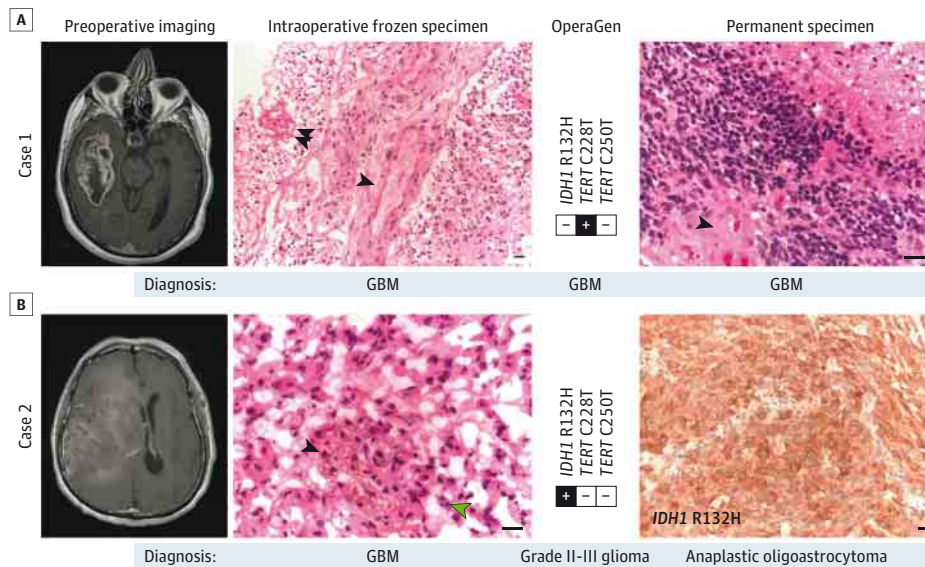 A
Preoperative imaging
Intraoperative frozen specimen
OperaGen
Permanent specimen
Case 1
IDH1 R132H
TERT C228T
TERT C250T
− + −
Diagnosis: GBM GBM GBM
B
Case 2
IDH1 R132H
TERT C228T
TERT C250T
+ − −
IDH1 R132H
Diagnosis: GBM Grade II-III glioma Anaplastic oligoastrocytoma